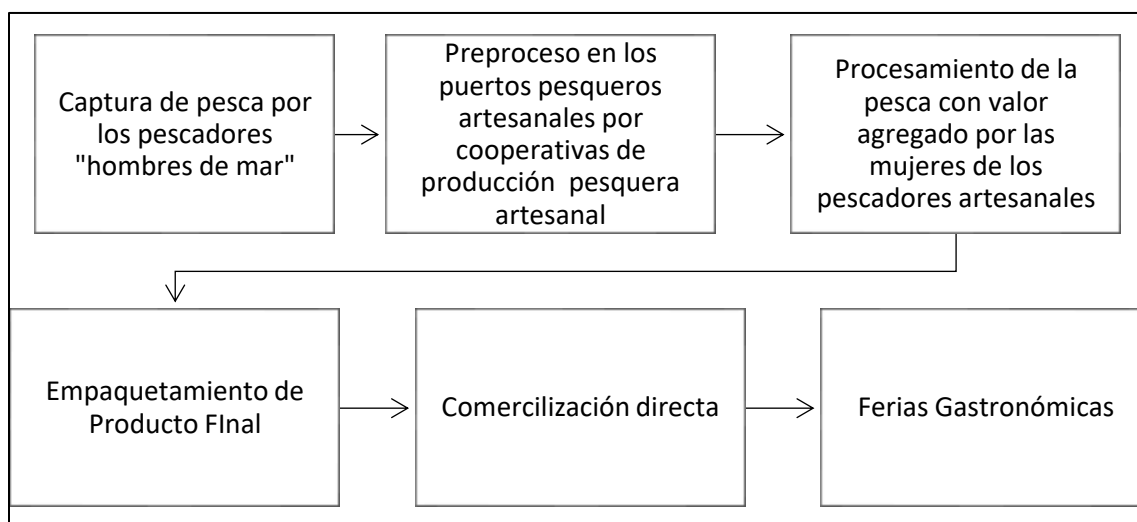 Captura de pesca por
los pescadores
"hombres de mar"
Preproceso en los
puertos pesqueros
artesanales por
cooperativas de
producción pesquera
artesanal
Procesamiento de la
pesca con valor
agregado por las
mujeres de los
pescadores artesanales
Empaquetamiento de
Producto FInal
Comercilización directa
Ferias Gastronómicas